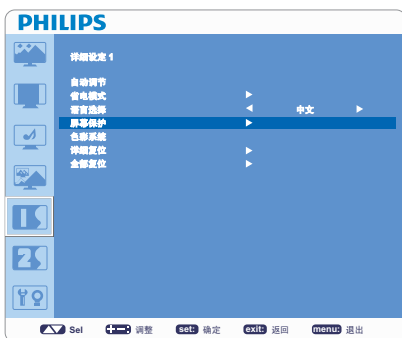 PHILIPS
详细设定 1
自动调节
省电模式
语言选择 中文
屏幕保护
色彩系统
详细复位
全部复位
Sel 调整 set: 确定 exit: 返回 menu: 退出